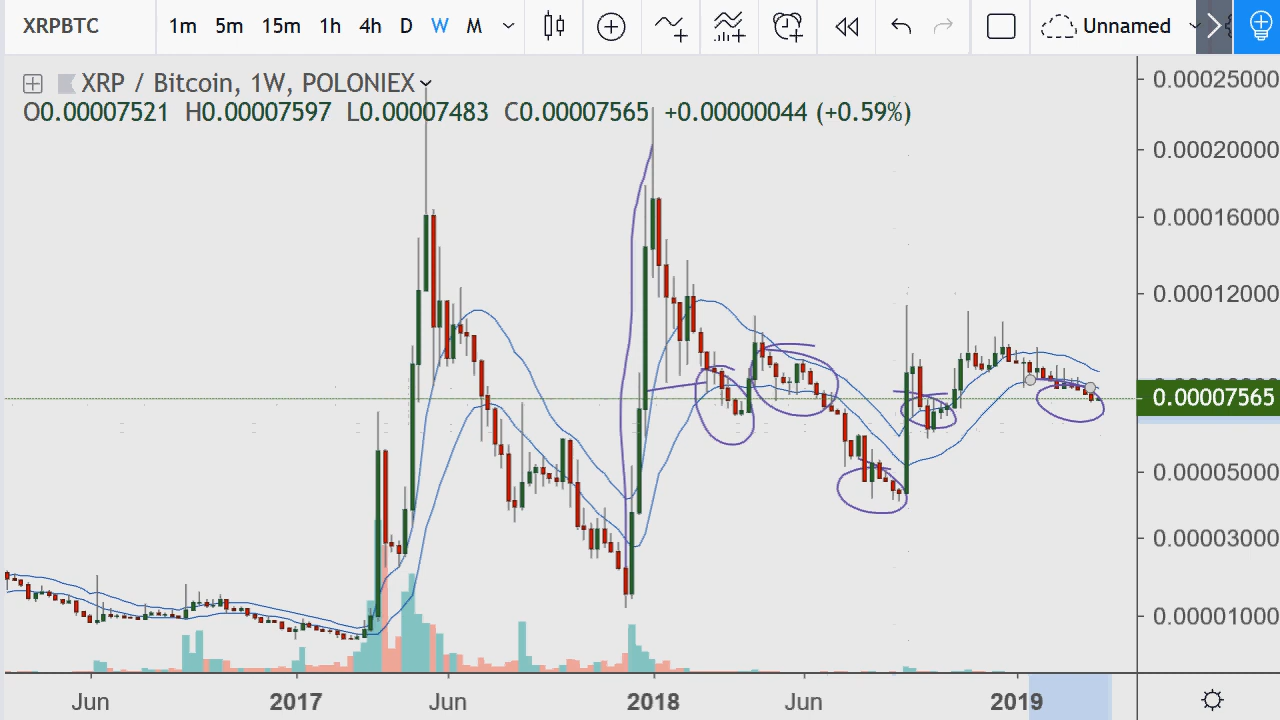 XRPBTC 1m 5m 15m 1h 4h D W M Unnamed
XRP / Bitcoin, 1W, POLONIEX
O0.00007521 H0.00007597 L0.00007483 C0.00007565 +0.00000044 (+0.59%)
0.00025000
0.00020000
0.00016000
0.00012000
0.00007565
0.00005000
0.00003000
0.00001000
Jun 2017 Jun 2018 Jun 2019